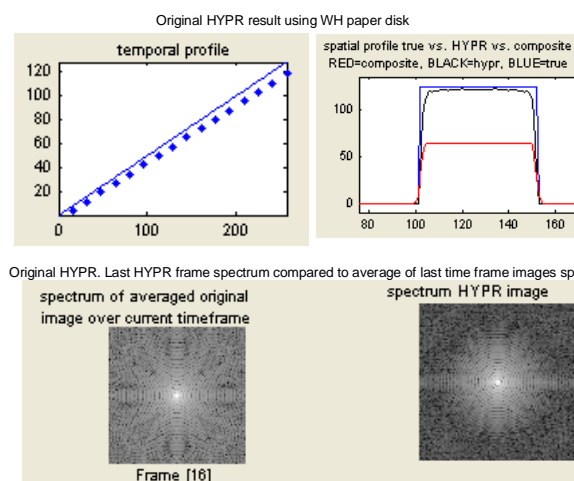 Original HYPR result using WH paper disk
temporal profile
120
100
80
60
40
20
0
100
200
spatial profile true vs. HYPR vs. composite
RED=composite, BLACK=hypr, BLUE=true
100
50
0
80
100
120
140
160
Original HYPR. Last HYPR frame spectrum compared to average of last time frame images sp
spectrum of averaged original
image over current timeframe
spectrum HYPR image
Frame [16]